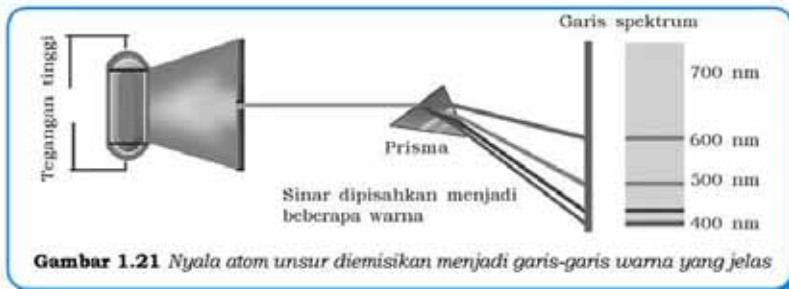 Garis spektrum
Tegangan tinggi
700 nm
600 nm
Prisma
500 nm
Sinar dipisahkan menjadi
beberapa warna
400 nm
Gambar 1.21 Nyala atom unsur diemisikan menjadi garis-garis warna yang jelas